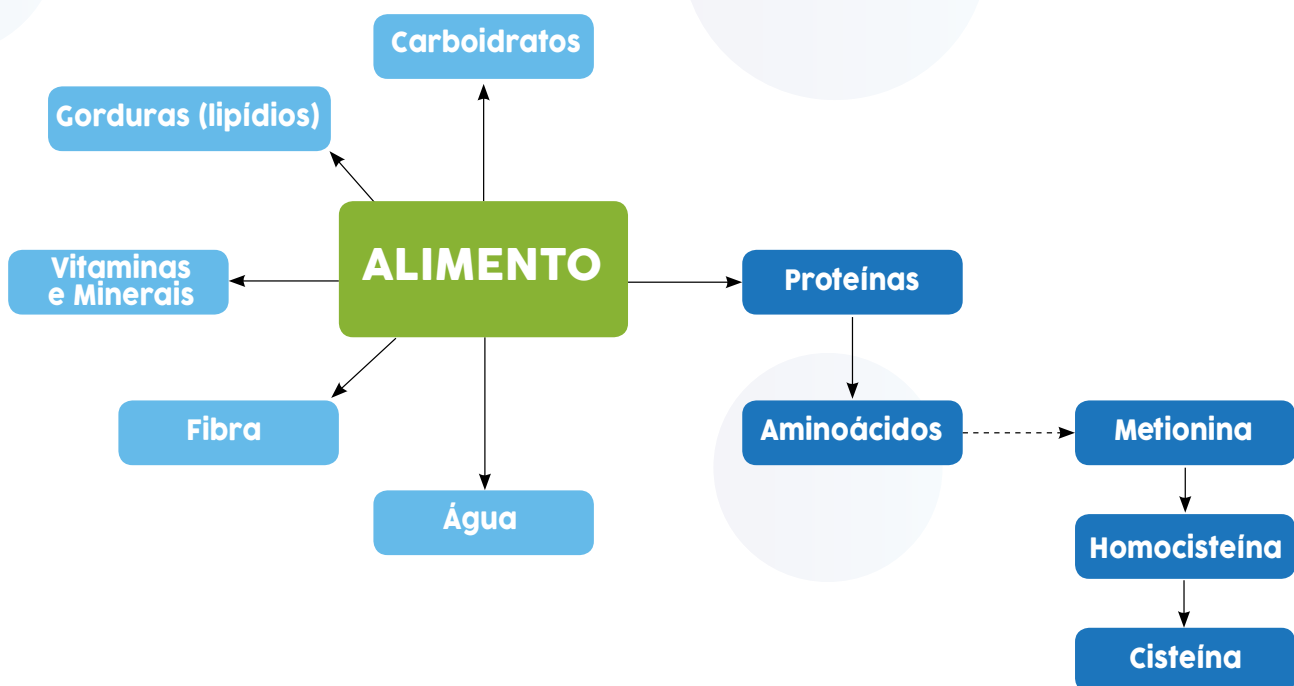 Carboidratos
Gorduras (lipídios)
ALIMENTO
Vitaminas
e Minerais
Proteínas
Fibra
Aminoácidos
Metionina
Água
Homocisteína
Cisteína